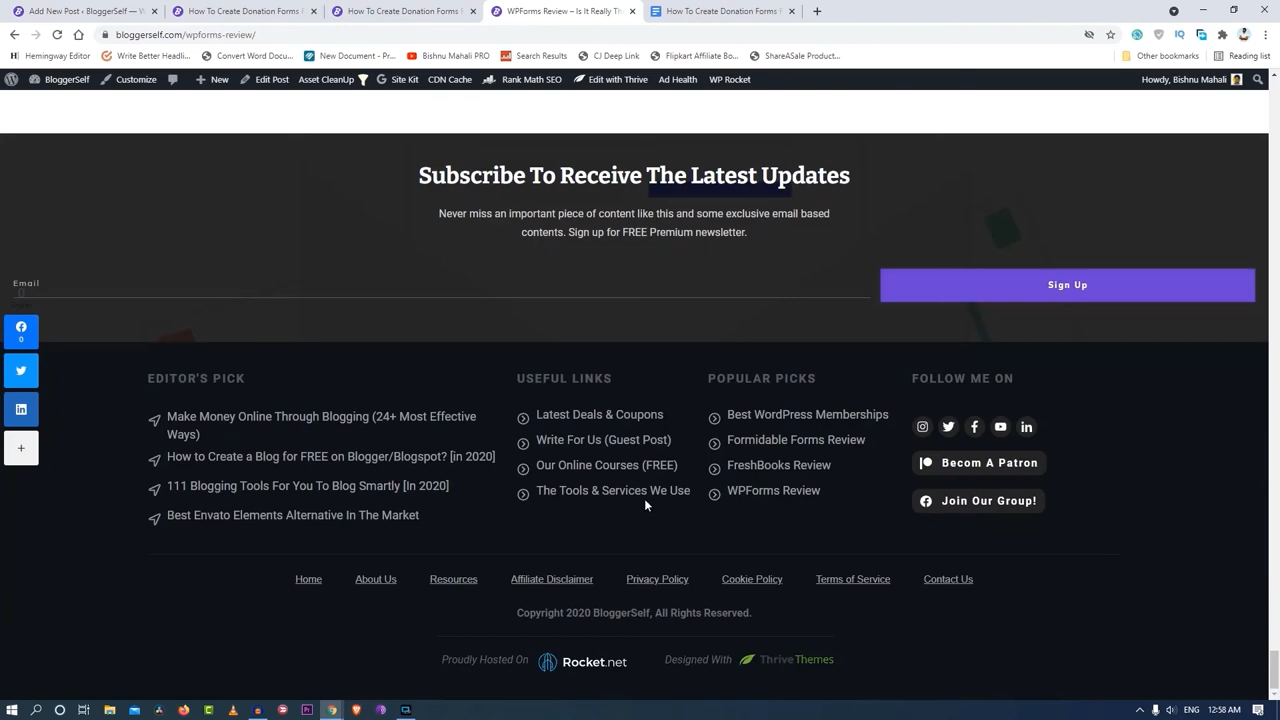 Add New Post ‹ BloggerSelf — W
How To Create Donation Forms F
How To Create Donation Forms F
WPForms Review – Is It Really Th
How To Create Donation Forms F
bloggerself.com/wpforms-review/
Hemingway Editor
Write Better Headli...
Convert Word Docu...
New Document - Pr...
Bishnu Mahali PRO
Search Results
CJ Deep Link
Flipkart Affiliate Bo...
ShareASale Product...
Other bookmarks
Reading list
BloggerSelf
Customize
New
Edit Post
Asset CleanUp
Site Kit
CDN Cache
Rank Math SEO
Edit with Thrive
Ad Health
WP Rocket
Howdy, Bishnu Mahali
Subscribe To Receive The Latest Updates
Never miss an important piece of content like this and some exclusive email based
contents. Sign up for FREE Premium newsletter.
Email
Sign Up
0
EDITOR'S PICK
Make Money Online Through Blogging (24+ Most Effective
Ways)
How to Create a Blog for FREE on Blogger/Blogspot? [in 2020]
111 Blogging Tools For You To Blog Smartly [In 2020]
Best Envato Elements Alternative In The Market
USEFUL LINKS
Latest Deals & Coupons
Write For Us (Guest Post)
Our Online Courses (FREE)
The Tools & Services We Use
POPULAR PICKS
Best WordPress Memberships
Formidable Forms Review
FreshBooks Review
WPForms Review
FOLLOW ME ON
Becom A Patron
Join Our Group!
Home
About Us
Resources
Affiliate Disclaimer
Privacy Policy
Cookie Policy
Terms of Service
Contact Us
Copyright 2020 BloggerSelf, All Rights Reserved.
Proudly Hosted On
Rocket.net
Designed With
ThriveThemes
ENG
12:58 AM